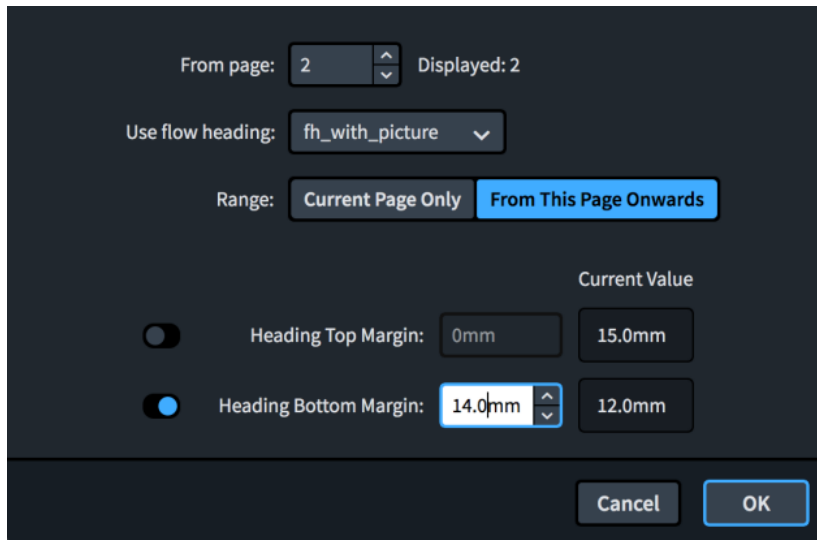 From page: 2 Displayed: 2
Use flow heading: fh_with_picture
Range: Current Page Only From This Page Onwards
Current Value
Heading Top Margin: 0mm 15.0mm
Heading Bottom Margin: 14.0mm 12.0mm
Cancel OK